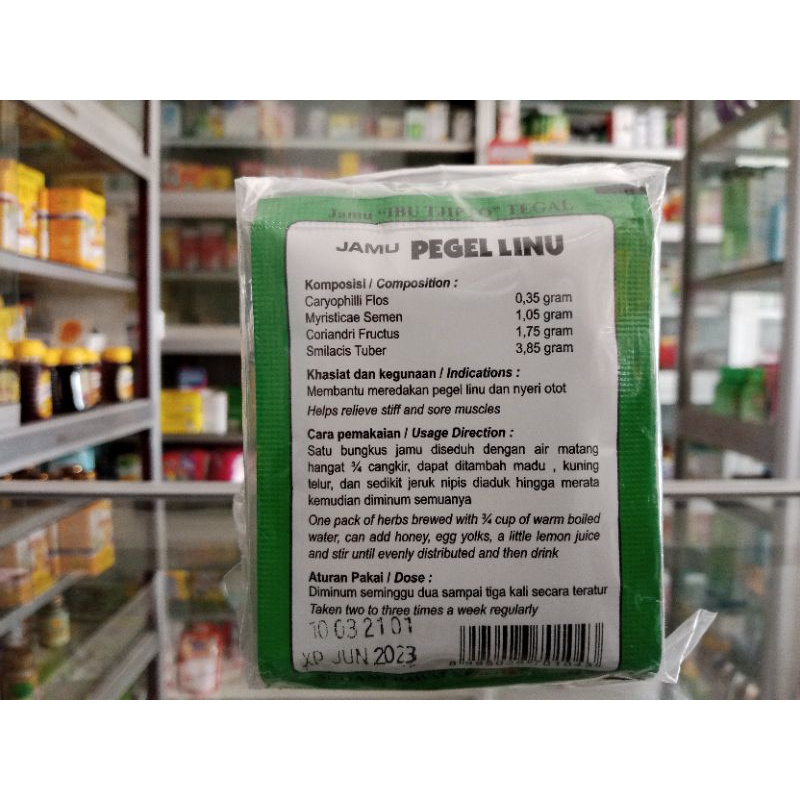 Jamu "IBU TJIPTO" TEGAL
JAMU PEGEL LINU
Komposisi / Composition :
Caryophilli Flos 0,35 gram
Myristicae Semen 1,05 gram
Coriandri Fructus 1,75 gram
Smilacis Tuber 3,85 gram
Khasiat dan kegunaan / Indications :
Membantu meredakan pegel linu dan nyeri otot
Helps relieve stiff and sore muscles
Cara pemakaian / Usage Direction :
Satu bungkus jamu diseduh dengan air matang
hangat ¾ cangkir, dapat ditambah madu , kuning
telur, dan sedikit jeruk nipis diaduk hingga merata
kemudian diminum semuanya
One pack of herbs brewed with ¾ cup of warm boiled
water, can add honey, egg yolks, a little lemon juice
and stir until evenly distributed and then drink
Aturan Pakai / Dose :
Diminum seminggu dua sampai tiga kali secara teratur
Taken two to three times a week regularly
10 03 21 01
XP JUN 2023